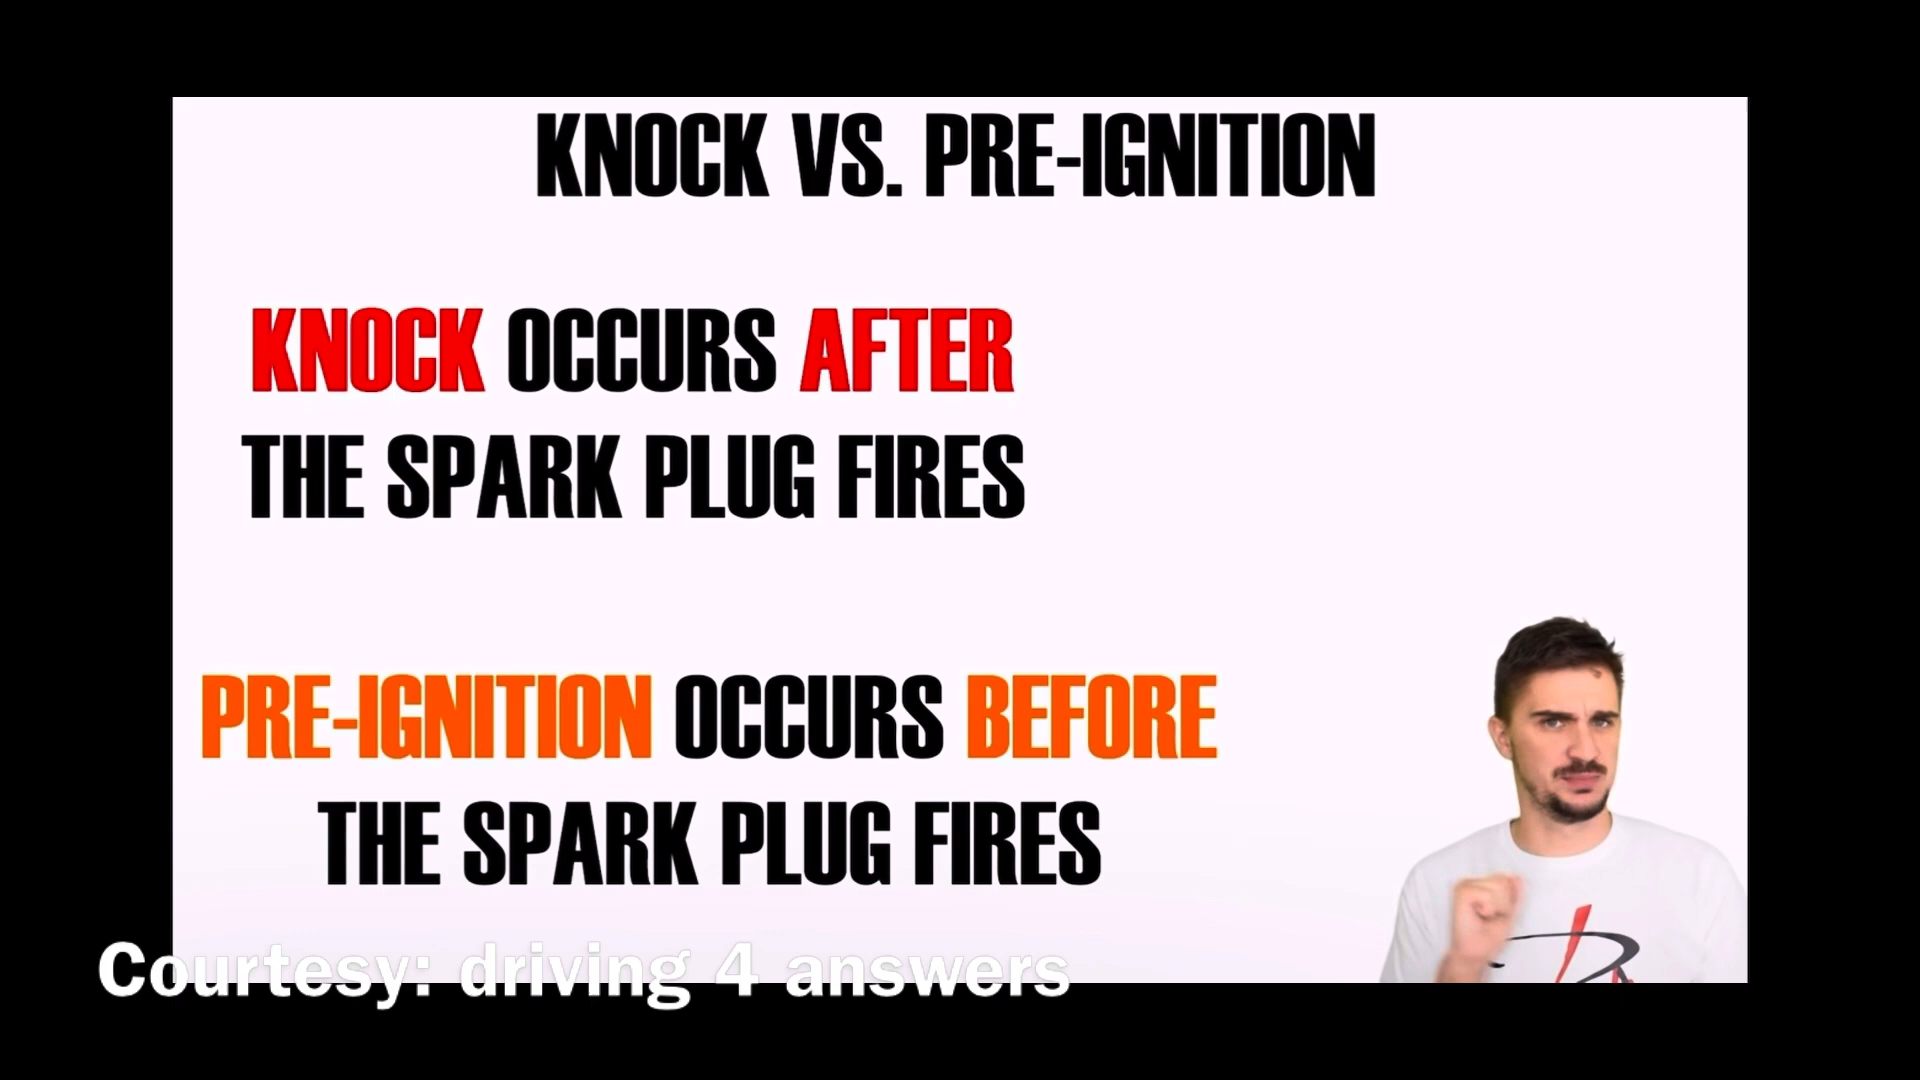 KNOCK VS. PRE-IGNITION
KNOCK OCCURS AFTER
THE SPARK PLUG FIRES
PRE-IGNITION OCCURS BEFORE
THE SPARK PLUG FIRES
Courtesy: driving 4 answers